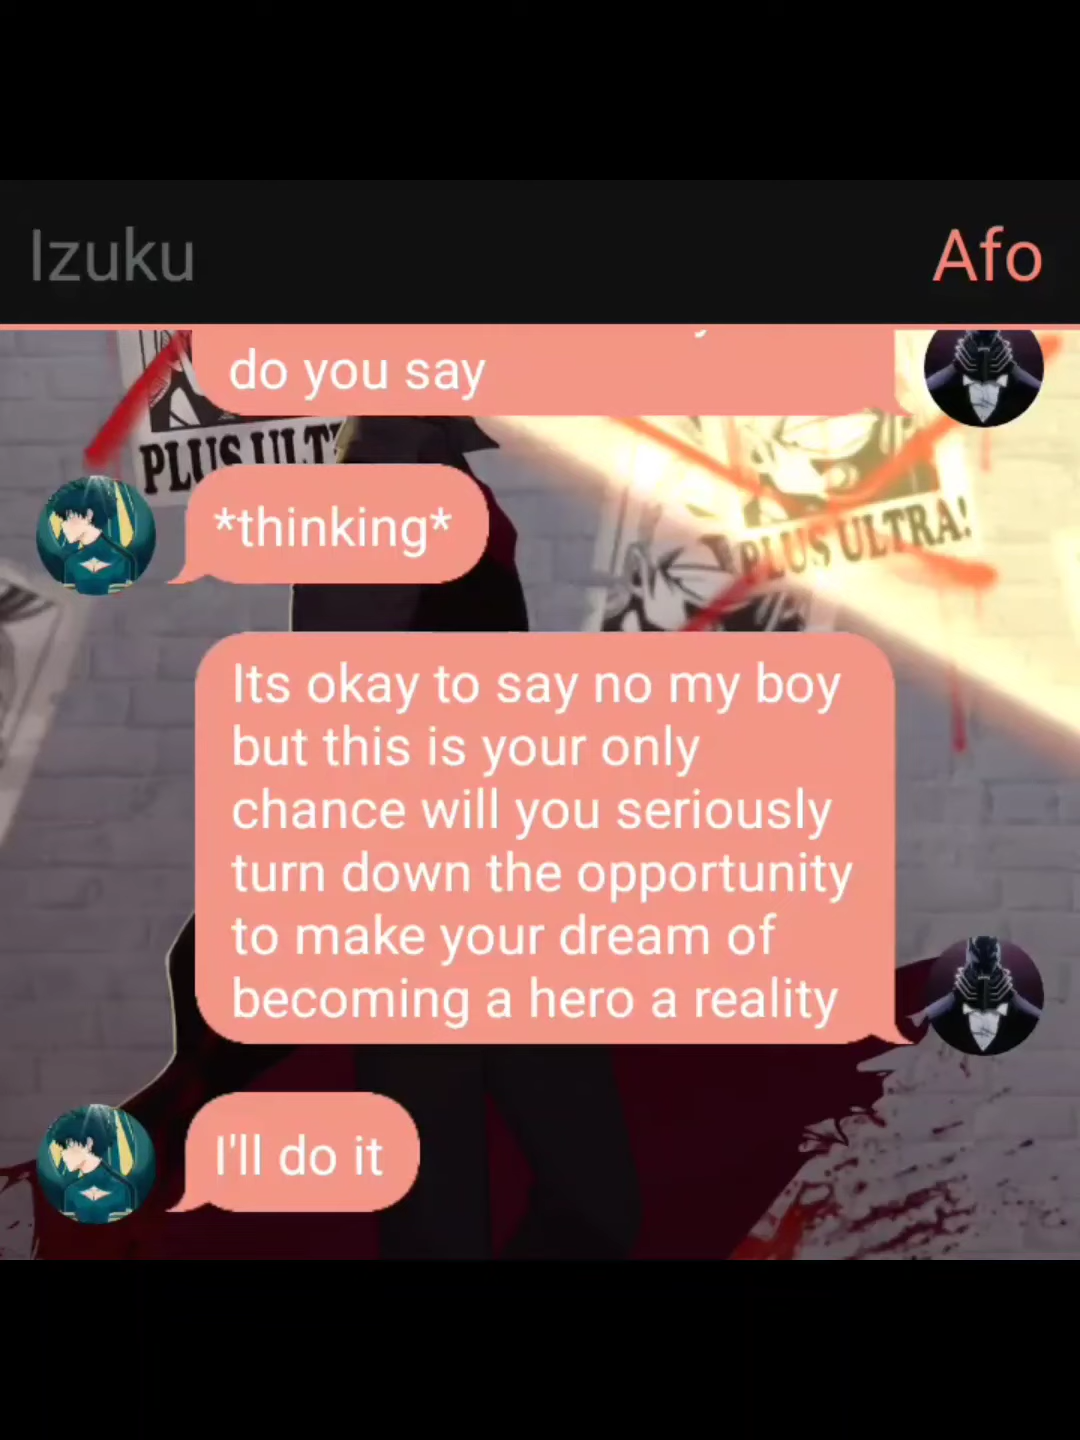 Izuku
Afo
do you say
PLUS ULT
*thinking*
PLUS ULTRA!
Its okay to say no my boy
but this is your only
chance will you seriously
turn down the opportunity
to make your dream of
becoming a hero a reality
I'll do it